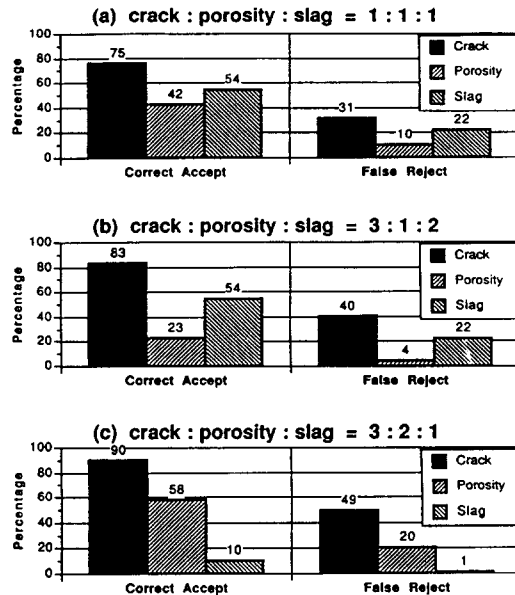 (a) crack : porosity : slag = 1 : 1 : 1
Percentage
100
80
60
40
20
0
75
42
54
31
10
22
Crack
Porosity
Slag
Correct Accept
False Reject
(b) crack : porosity : slag = 3 : 1 : 2
Percentage
100
80
60
40
20
0
83
23
54
40
4
22
Crack
Porosity
Slag
Correct Accept
False Reject
(c) crack : porosity : slag = 3 : 2 : 1
Percentage
100
80
60
40
20
0
90
58
10
49
20
1
Crack
Porosity
Slag
Correct Accept
False Reject